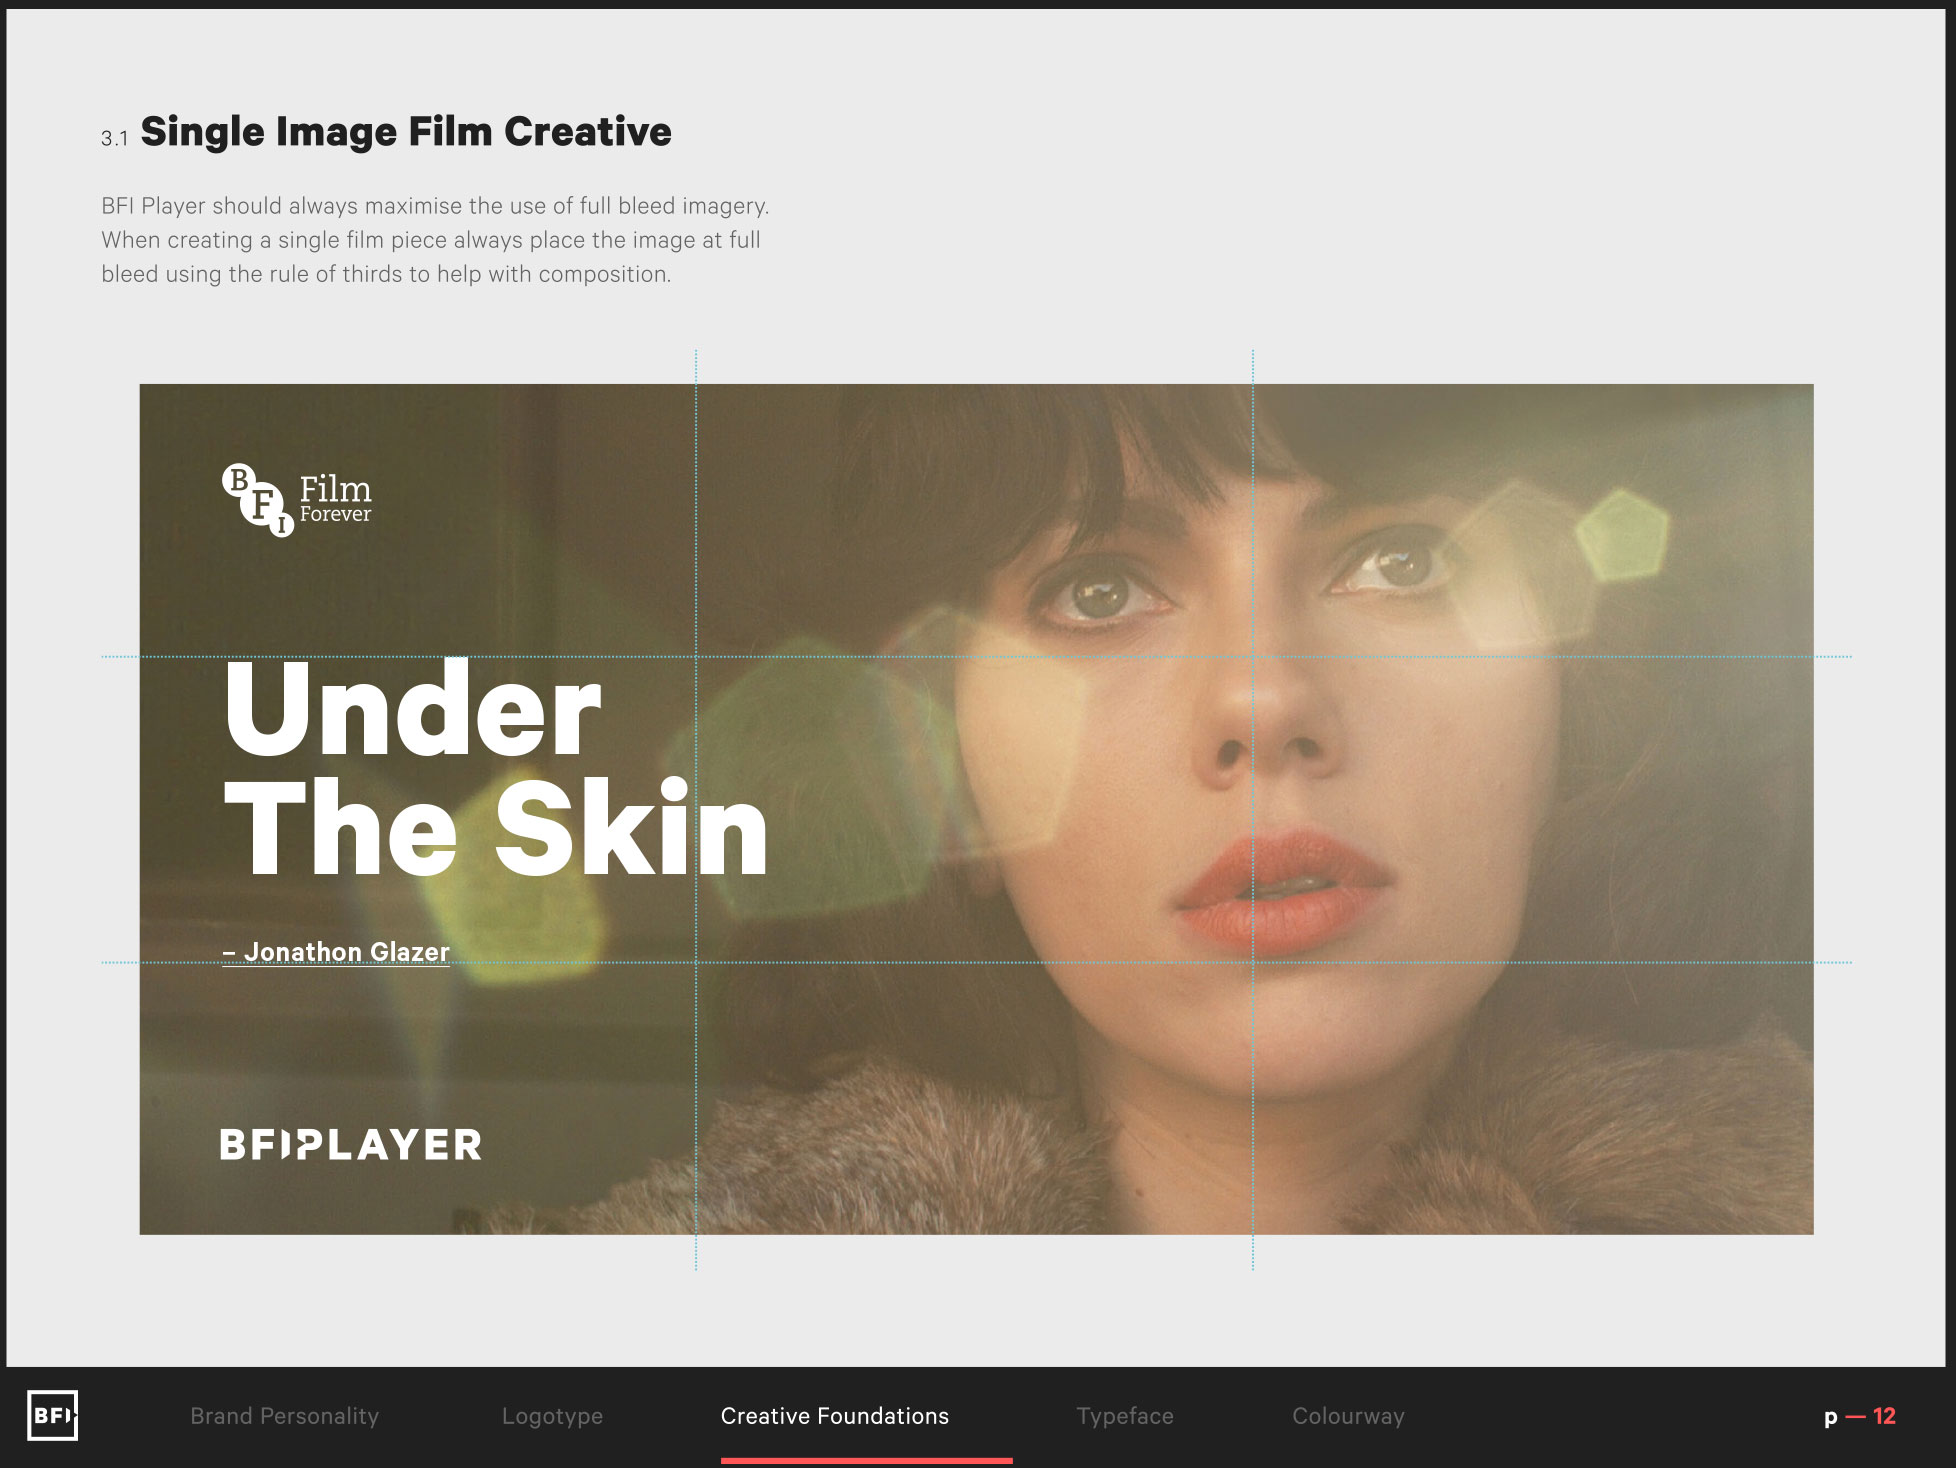 3.1 Single Image Film Creative
BFI Player should always maximise the use of full bleed imagery.
When creating a single film piece always place the image at full
bleed using the rule of thirds to help with composition.
BFI Film
Forever
Under
The Skin
– Jonathon Glazer
BFIPLAYER
BFI Brand Personality Logotype Creative Foundations Typeface Colourway p — 12